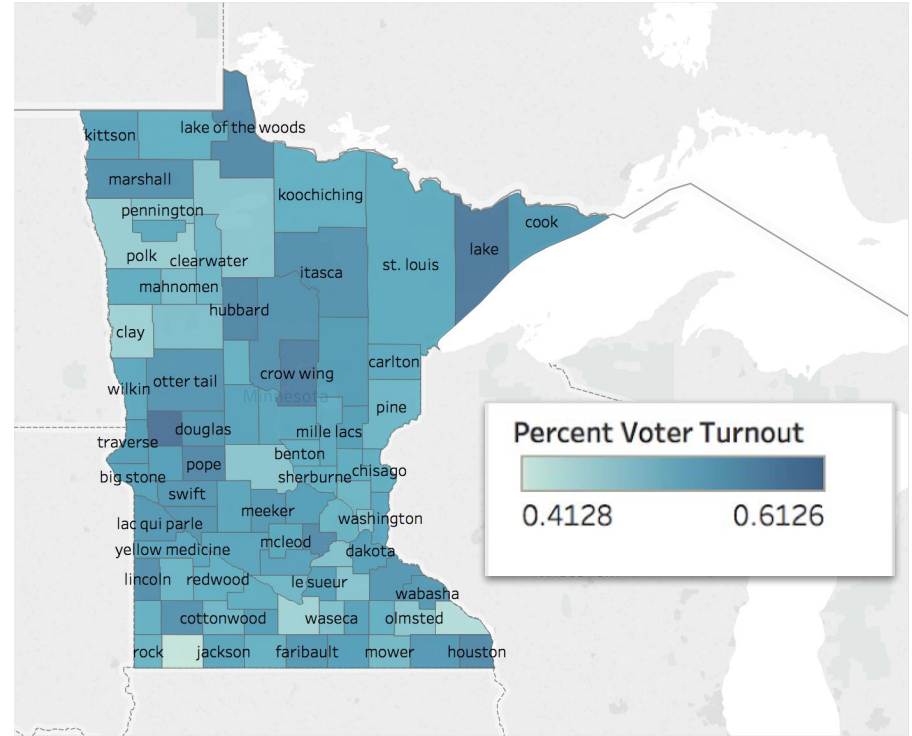 lake of the woods
kittson
marshall
koochiching
pennington
cook
polk
clearwater
lake
st. louis
itasca
mahnomen
hubbard
clay
carlton
crow wing
otter tail
wilkin
Minnesota
pine
douglas
mille lacs
traverse
benton
pope
chisago
big stone
sherburne
swift
meeker
washington
lac qui parle
mcleod
yellow medicine
dakota
lincoln
redwood
le sueur
wabasha
cottonwood
waseca
olmsted
rock
jackson
faribault
mower
houston
Percent Voter Turnout
0.4128 0.6126